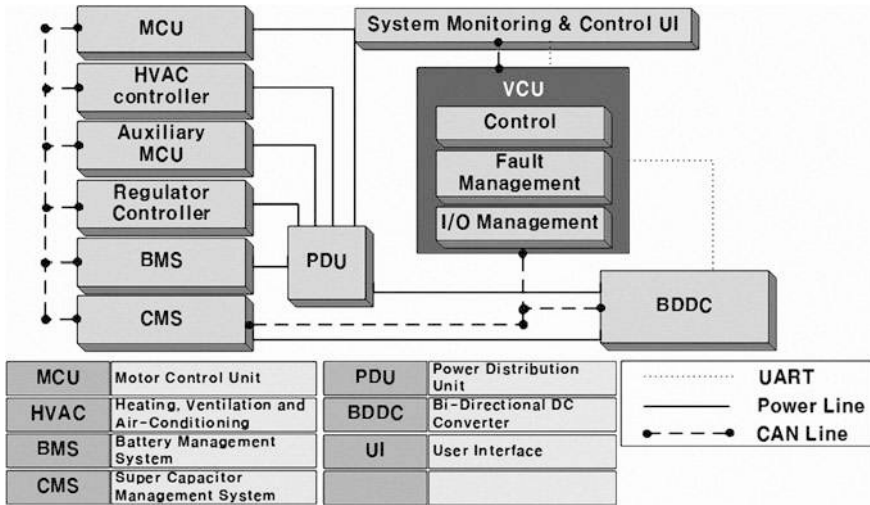 MCU
System Monitoring & Control UI
HVAC
controller
VCU
Control
Auxiliary
MCU
Fault
Management
Regulator
Controller
I/O Management
BMS
PDU
CMS
BDDC
MCU
Motor Control Unit
PDU
Power Distribution
Unit
HVAC
Heating, Ventilation and
Air-Conditioning
BDDC
Bi-Directional DC
Converter
BMS
Battery Management
System
UI
User Interface
CMS
Super Capacitor
Management System
UART
Power Line
CAN Line